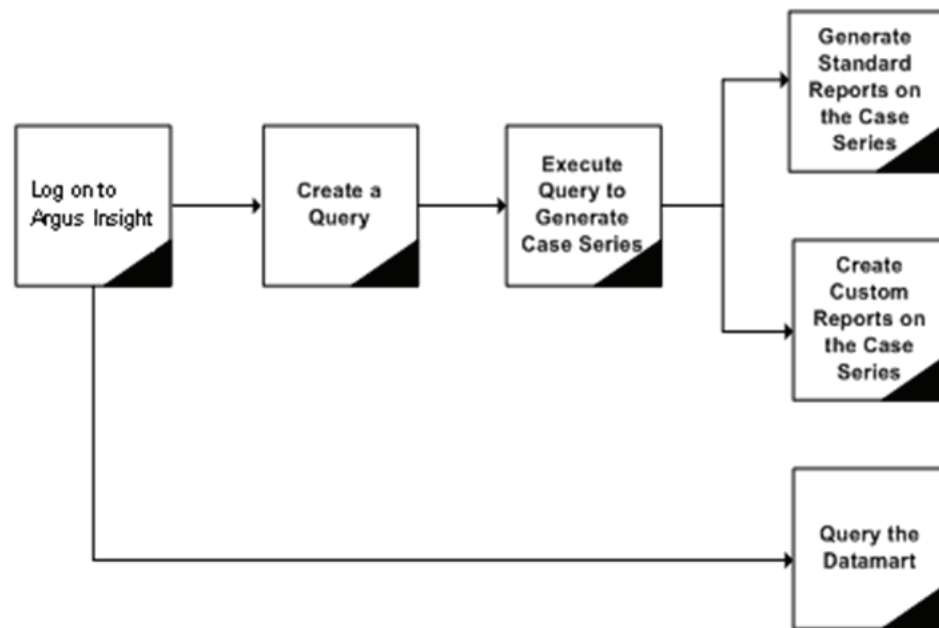 Generate
Standard
Reports on
the Case
Series
Log on to
Argus Insight
Create a
Query
Execute
Query to
Generate
Case Series
Create
Custom
Reports on
the Case
Series
Query the
Datamart